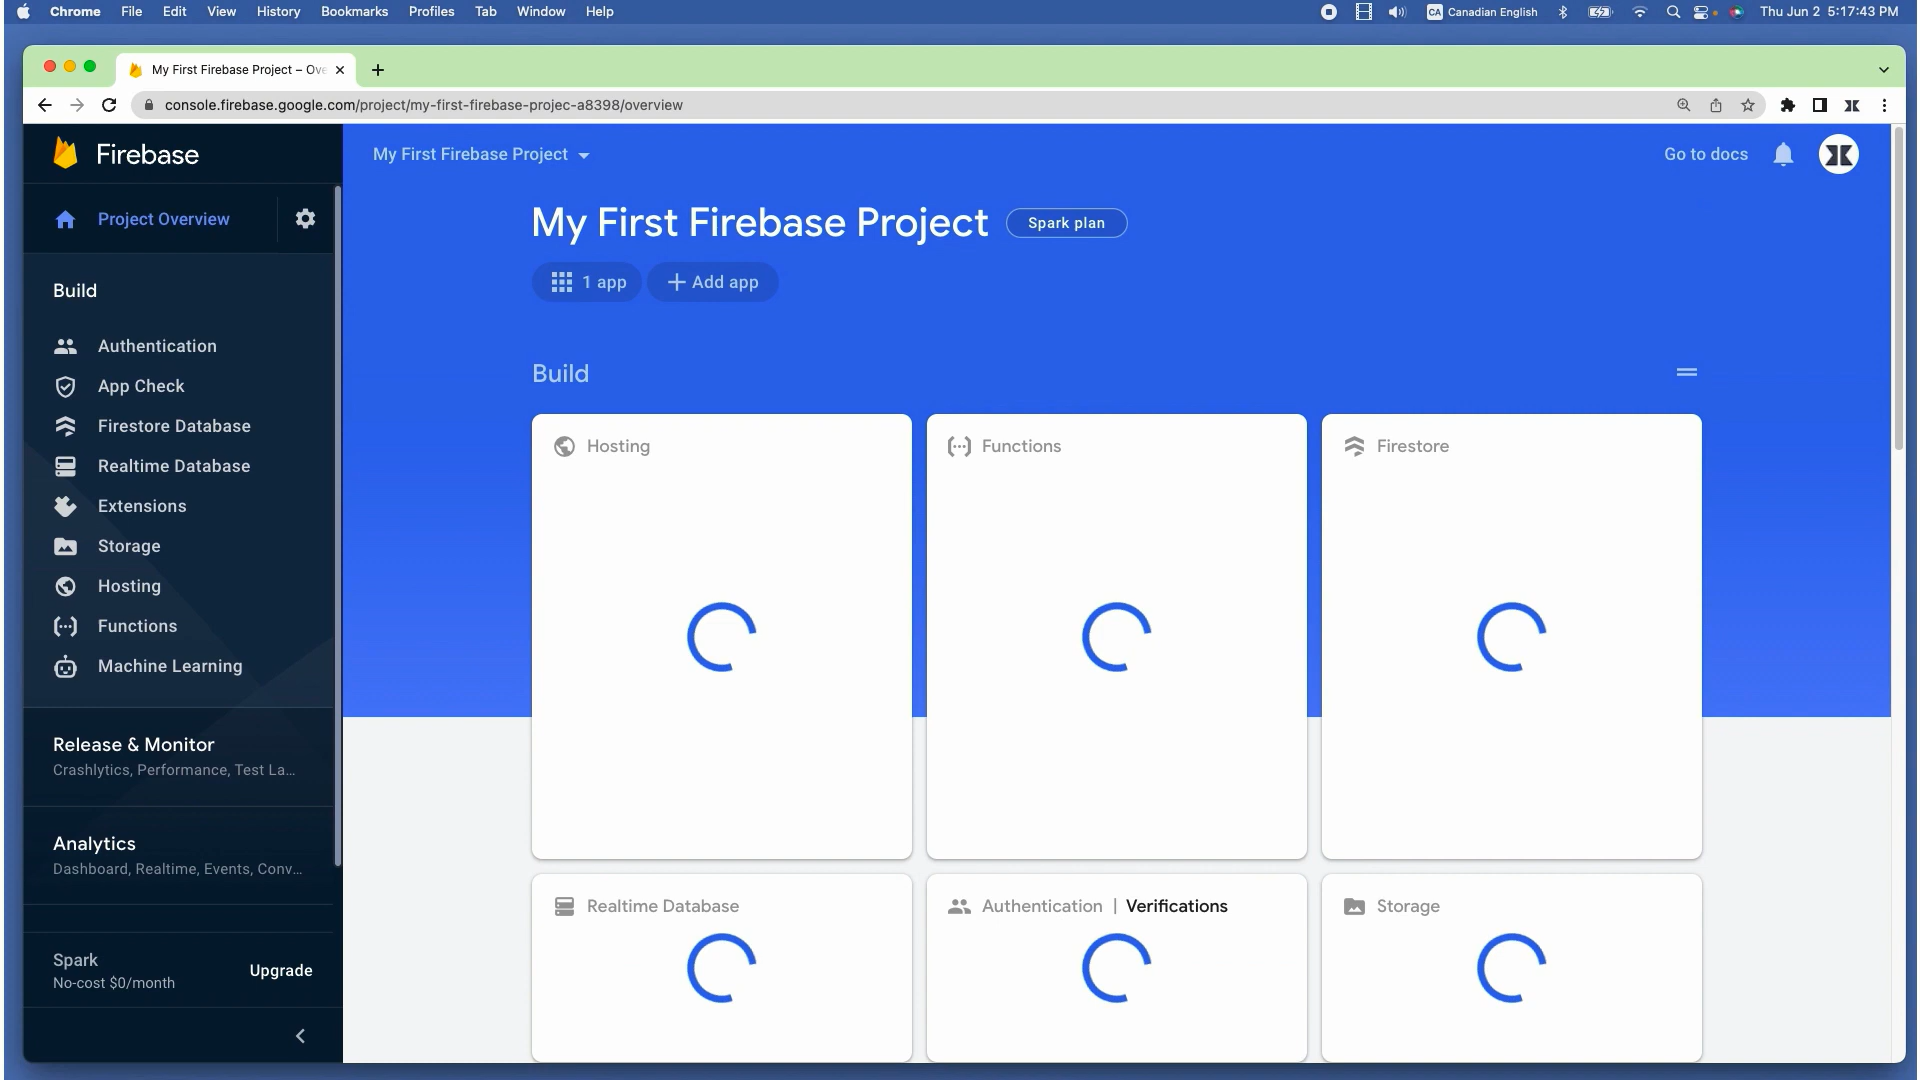 Chrome File Edit View History Bookmarks Profiles Tab Window Help
CA Canadian English Thu Jun 2 5:17:43 PM
My First Firebase Project – Ove
console.firebase.google.com/project/my-first-firebase-projec-a8398/overview
Firebase
Project Overview
Build
Authentication
App Check
Firestore Database
Realtime Database
Extensions
Storage
Hosting
Functions
Machine Learning
Release & Monitor
Crashlytics, Performance, Test La...
Analytics
Dashboard, Realtime, Events, Conv...
Spark
No-cost $0/month
Upgrade
My First Firebase Project
Go to docs
My First Firebase Project
Spark plan
1 app
Add app
Build
Hosting
Functions
Firestore
Realtime Database
Authentication | Verifications
Storage